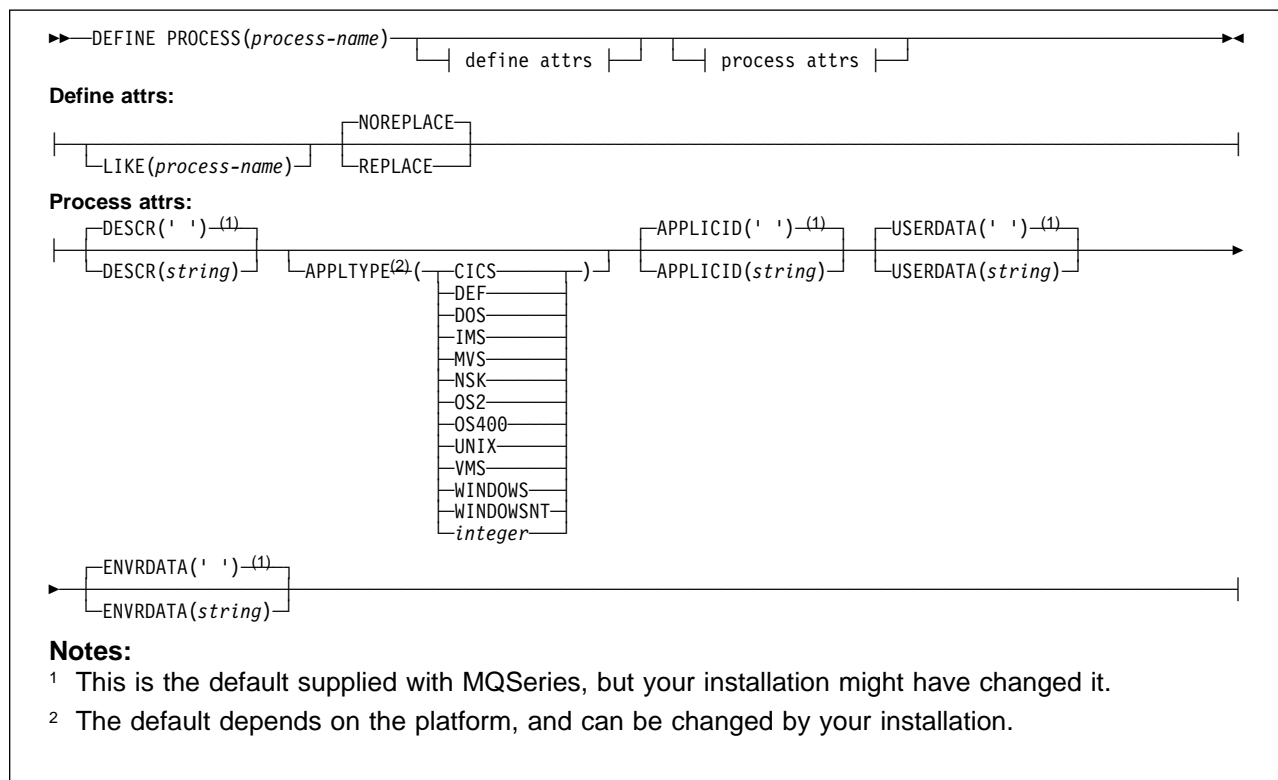 DEFINE PROCESS(process-name)
define attrs
process attrs
Define attrs:
NOREPLACE
LIKE(process-name)
REPLACE
Process attrs:
DESCR(' ') (1)
APPLICID(' ') (1)
USERDATA(' ') (1)
DESCR(string)
APPLTYPE (2) ( CICS )
APPLICID(string)
USERDATA(string)
DEF
DOS
IMS
MVS
NSK
OS2
OS400
UNIX
VMS
WINDOWS
WINDOWSNT
integer
ENVRDATA(' ') (1)
ENVRDATA(string)
Notes:
1 This is the default supplied with MQSeries, but your installation might have changed it.
2 The default depends on the platform, and can be changed by your installation.